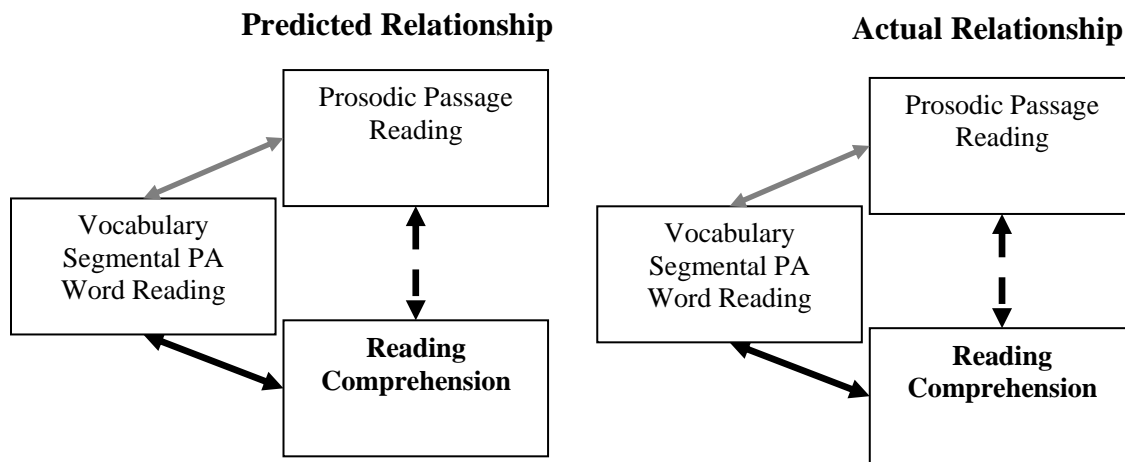 Predicted Relationship
Prosodic Passage
Reading
Vocabulary
Segmental PA
Word Reading
Reading
Comprehension
Actual Relationship
Prosodic Passage
Reading
Vocabulary
Segmental PA
Word Reading
Reading
Comprehension